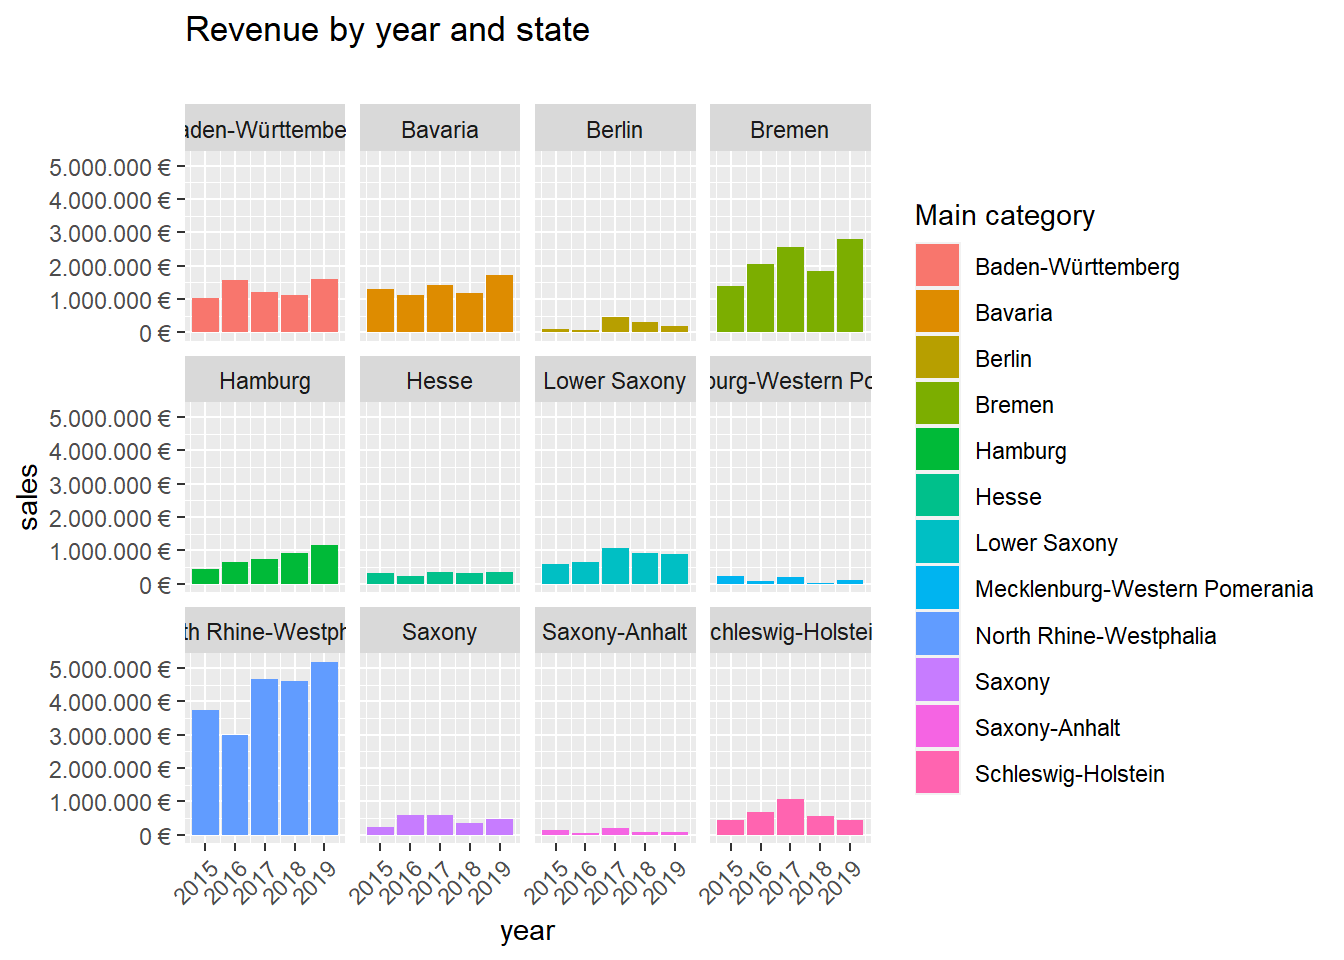 Revenue by year and state
aden-Württembe
Bavaria
Berlin
Bremen
5.000.000 €
4.000.000 €
3.000.000 €
2.000.000 €
1.000.000 €
0 €
Hamburg
Hesse
Lower Saxony
burg-Western Po
5.000.000 €
4.000.000 €
3.000.000 €
2.000.000 €
1.000.000 €
0 €
th Rhine-Westph
Saxony
Saxony-Anhalt
chleswig-Holstei
5.000.000 €
4.000.000 €
3.000.000 €
2.000.000 €
1.000.000 €
0 €
2015 2016 2017 2018 2019
2015 2016 2017 2018 2019
2015 2016 2017 2018 2019
2015 2016 2017 2018 2019
year
sales
Main category
Baden-Württemberg
Bavaria
Berlin
Bremen
Hamburg
Hesse
Lower Saxony
Mecklenburg-Western Pomerania
North Rhine-Westphalia
Saxony
Saxony-Anhalt
Schleswig-Holstein